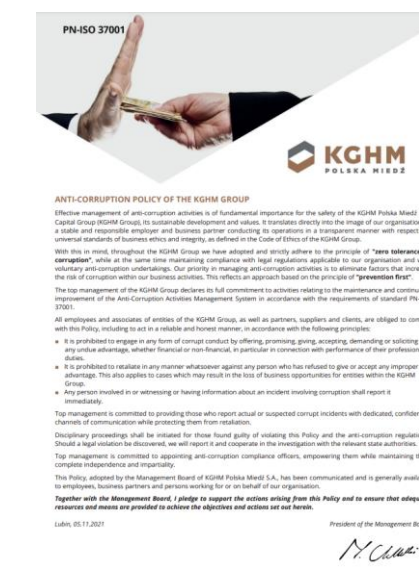 PN-ISO 37001
KGHM
POLSKA MIEDŹ
ANTI-CORRUPTION POLICY OF THE KGHM GROUP
Effective management of anti-corruption activities is of fundamental importance for the safety of the KGHM Polska Miedź
Capital Group (KGHM Group), its sustainable development and values. It translates directly into the image of our organisation
a stable and responsible employer and business partner conducting its operations in a transparent manner with respect
universal standards of business ethics and integrity, as defined in the Code of Ethics of the KGHM Group.
With this in mind, throughout the KGHM Group we have adopted and strictly adhere to the principle of "zero tolerance
corruption", while at the same time maintaining compliance with legal regulations applicable to our organisation and
voluntary anti-corruption undertakings. Our priority in managing anti-corruption activities is to eliminate factors that incre
the risk of corruption within our business activities. This reflects an approach based on the principle of "prevention first".
The top management of the KGHM Group declares its full commitment to activities relating to the maintenance and continu
improvement of the Anti-Corruption Activities Management System in accordance with the requirements of standard PN-
37001.
All employees and associates of entities of the KGHM Group, as well as partners, suppliers and clients, are obliged to com
with this Policy, including to act in a reliable and honest manner, in accordance with the following principles:
It is prohibited to engage in any form of corrupt conduct by offering, promising, giving, accepting, demanding or soliciting
any undue advantage, whether financial or non-financial, in particular in connection with performance of their profession
duties.
It is prohibited to retaliate in any manner whatsoever against any person who has refused to give or accept any improper
advantage. This also applies to cases which may result in the loss of business opportunities for entities within the KGHM
Group.
Any person involved in or witnessing or having information about an incident involving corruption shall report it
immediately.
Top management is committed to providing those who report actual or suspected corrupt incidents with dedicated, confiden
channels of communication while protecting them from retaliation.
Disciplinary proceedings shall be initiated for those found guilty of violating this Policy and the anti-corruption regulatio
Should a legal violation be discovered, we will report it and cooperate in the investigation with the relevant state authorities.
Top management is committed to appointing anti-corruption compliance officers, empowering them while maintaining th
complete independence and impartiality.
This Policy, adopted by the Management Board of KGHM Polska Miedź S.A., has been communicated and is generally availa
to employees, business partners and persons working for or on behalf of our organisation.
Together with the Management Board, I pledge to support the actions arising from this Policy and to ensure that adequ
resources and means are provided to achieve the objectives and actions set out herein.
Lubin, 05.11.2021
President of the Management Bo